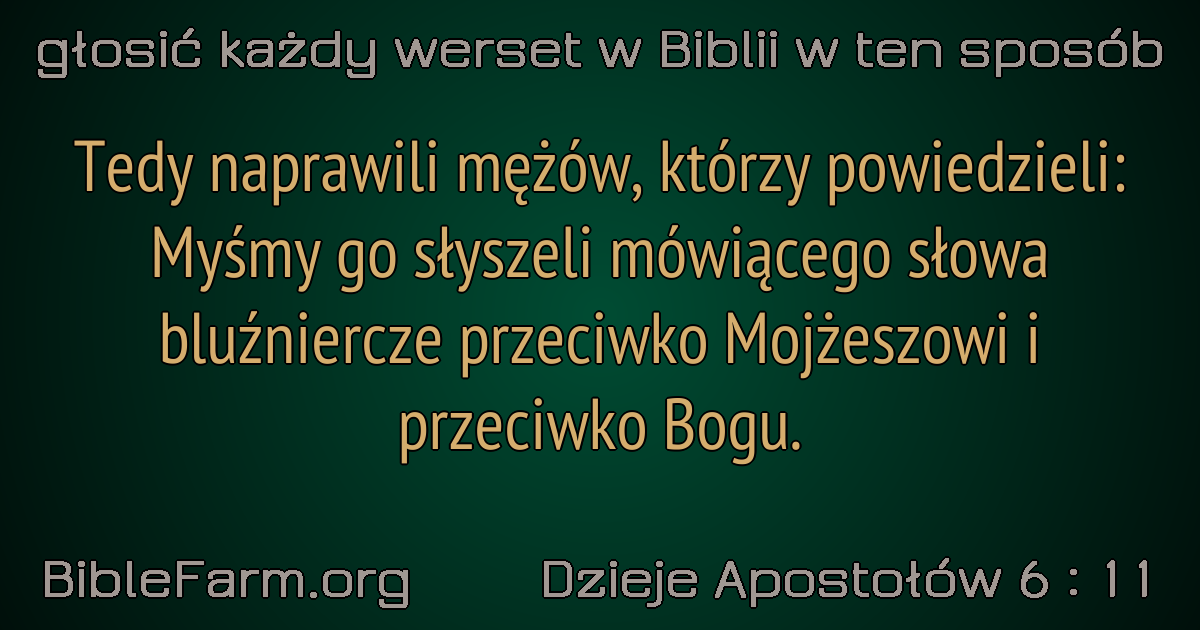 głosić każdy werset w Biblii w ten sposób
Tedy naprawili mężów, którzy powiedzieli:
Myśmy go słyszeli mówiącego słowa
bluźniercze przeciwko Mojżeszowi i
przeciwko Bogu.
BibleFarm.org Dzieje Apostołów 6 : 11